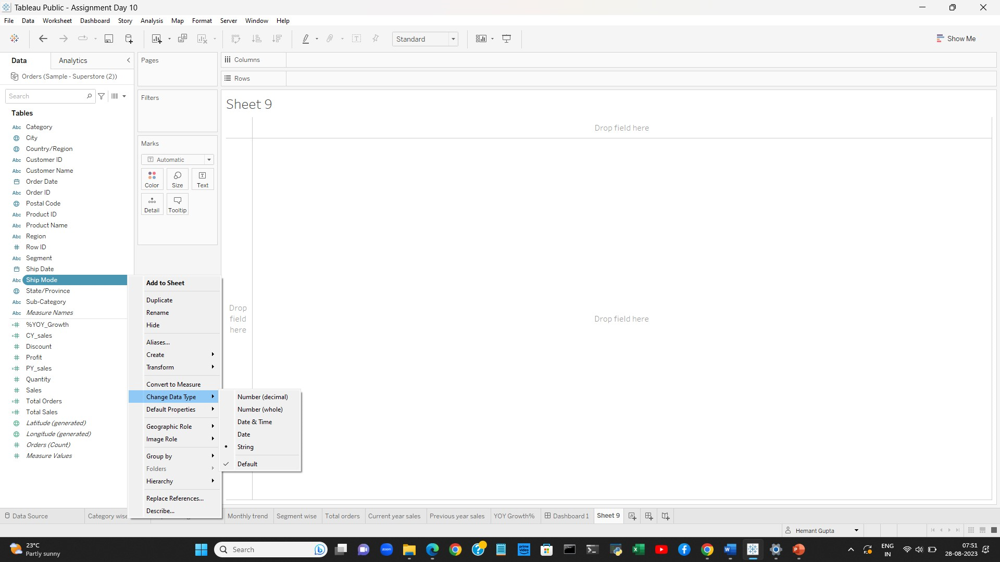 Tableau Public - Assignment Day 10
File Data Worksheet Dashboard Story Analysis Map Format Server Window Help
Standard
Show Me
Data Analytics
Orders (Sample - Superstore (2))
Search
Tables
Abc Category
City
Country/Region
Abc Customer ID
Abc Customer Name
Order Date
Abc Order ID
Postal Code
Abc Product ID
Abc Product Name
Abc Region
# Row ID
Abc Segment
Ship Date
Abc Ship Mode
State/Province
Abc Sub-Category
Abc Measure Names
=# %YOY_Growth
=# CY_sales
# Discount
# Profit
=# PY_sales
# Quantity
# Sales
=# Total Orders
=# Total Sales
Latitude (generated)
Longitude (generated)
# Orders (Count)
# Measure Values
Pages
Filters
Marks
Automatic
Color Size Text
Detail Tooltip
Columns
Rows
Sheet 9
Drop field here
Drop
field
here
Drop field here
Add to Sheet
Duplicate
Rename
Hide
Aliases...
Create
Transform
Convert to Measure
Change Data Type
Default Properties
Geographic Role
Image Role
Group by
Folders
Hierarchy
Replace References...
Describe...
Number (decimal)
Number (whole)
Date & Time
Date
String
Default
Data Source Category wise Monthly trend Segment wise Total orders Current year sales Previous year sales YOY Growth% Dashboard 1 Sheet 9
Hemant Gupta
23°C
Partly sunny
Search
zoom
prime
video
ENG
IN
07:51
28-08-2023